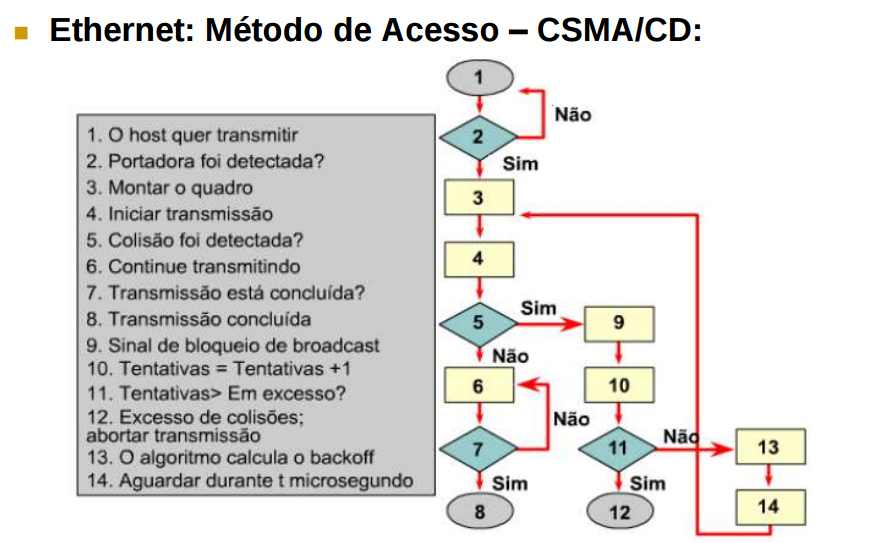 Ethernet: Método de Acesso – CSMA/CD:
1. O host quer transmitir
2. Portadora foi detectada?
3. Montar o quadro
4. Iniciar transmissão
5. Colisão foi detectada?
6. Continue transmitindo
7. Transmissão está concluída?
8. Transmissão concluída
9. Sinal de bloqueio de broadcast
10. Tentativas = Tentativas +1
11. Tentativas> Em excesso?
12. Excesso de colisões;
abortar transmissão
13. O algoritmo calcula o backoff
14. Aguardar durante t microsegundo
1
Não
2
Sim
3
4
Sim
5
9
Não
6
10
Não
Não
7
11
13
Sim
Sim
8
12
14